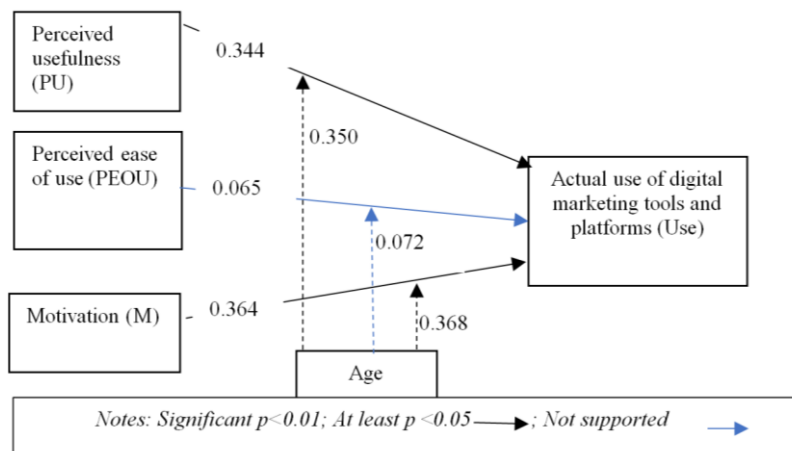 Perceived
usefulness
(PU)
0.344
0.350
Perceived ease
of use (PEOU)
0.065
0.072
Actual use of digital
marketing tools and
platforms (Use)
Motivation (M)
0.364
0.368
Age
Notes: Significant p<0.01; At least p <0.05 ; Not supported